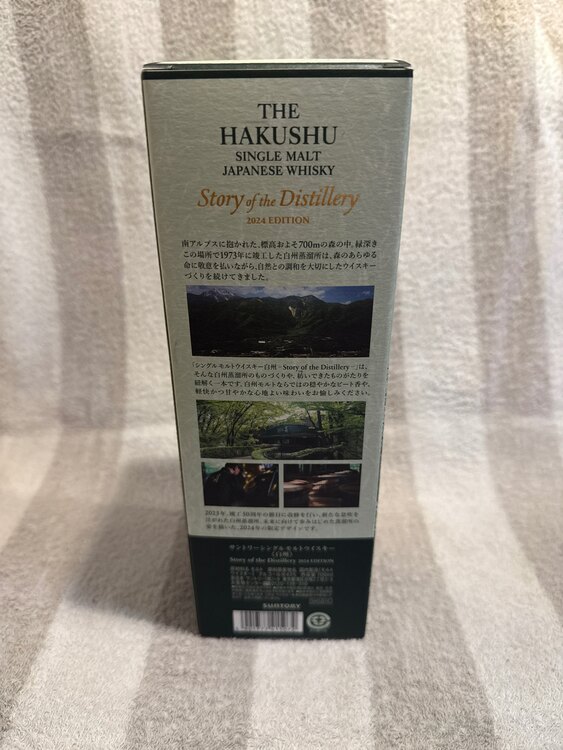 THE
HAKUSHU
SINGLE MALT
JAPANESE WHISKY
Story of the Distillery
2024 EDITION
南アルプスに抱かれた、標高およそ700mの森の中。緑深き
この場所で1973年に竣工した白州蒸溜所は、森のあらゆる
命に敬意を払いながら、自然との調和を大切にしたウイスキー
づくりを続けてきました。
「シングルモルトウイスキー白州 - Story of the Distillery -」は、
そんな白州蒸溜所のものづくりや、紡いできたものがたりを
紐解く一本です。白州モルトならではの穏やかなピート香や、
軽快かつ甘やかな心地よい味わいをお愉しみください。
2023年、竣工50周年の節目に改修を行い、新たな息吹を
注がれた白州蒸溜所。未来に向けて歩みはじめた蒸溜所の
姿を描いた、2024年の限定デザインです。
サントリーシングルモルトウイスキー
〈白州〉
Story of the Distillery 2024 EDITION
SUNTORY